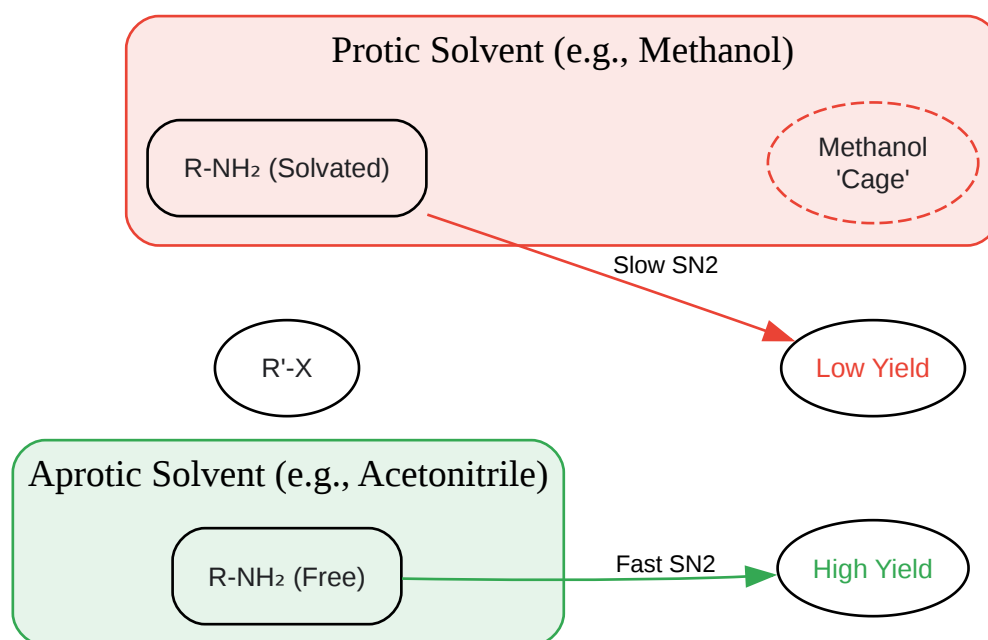 Protic Solvent (e.g., Methanol)
R-NH₂ (Solvated)
Methanol
'Cage'
Slow SN2
R'-X
Low Yield
Aprotic Solvent (e.g., Acetonitrile)
R-NH₂ (Free)
Fast SN2
High Yield